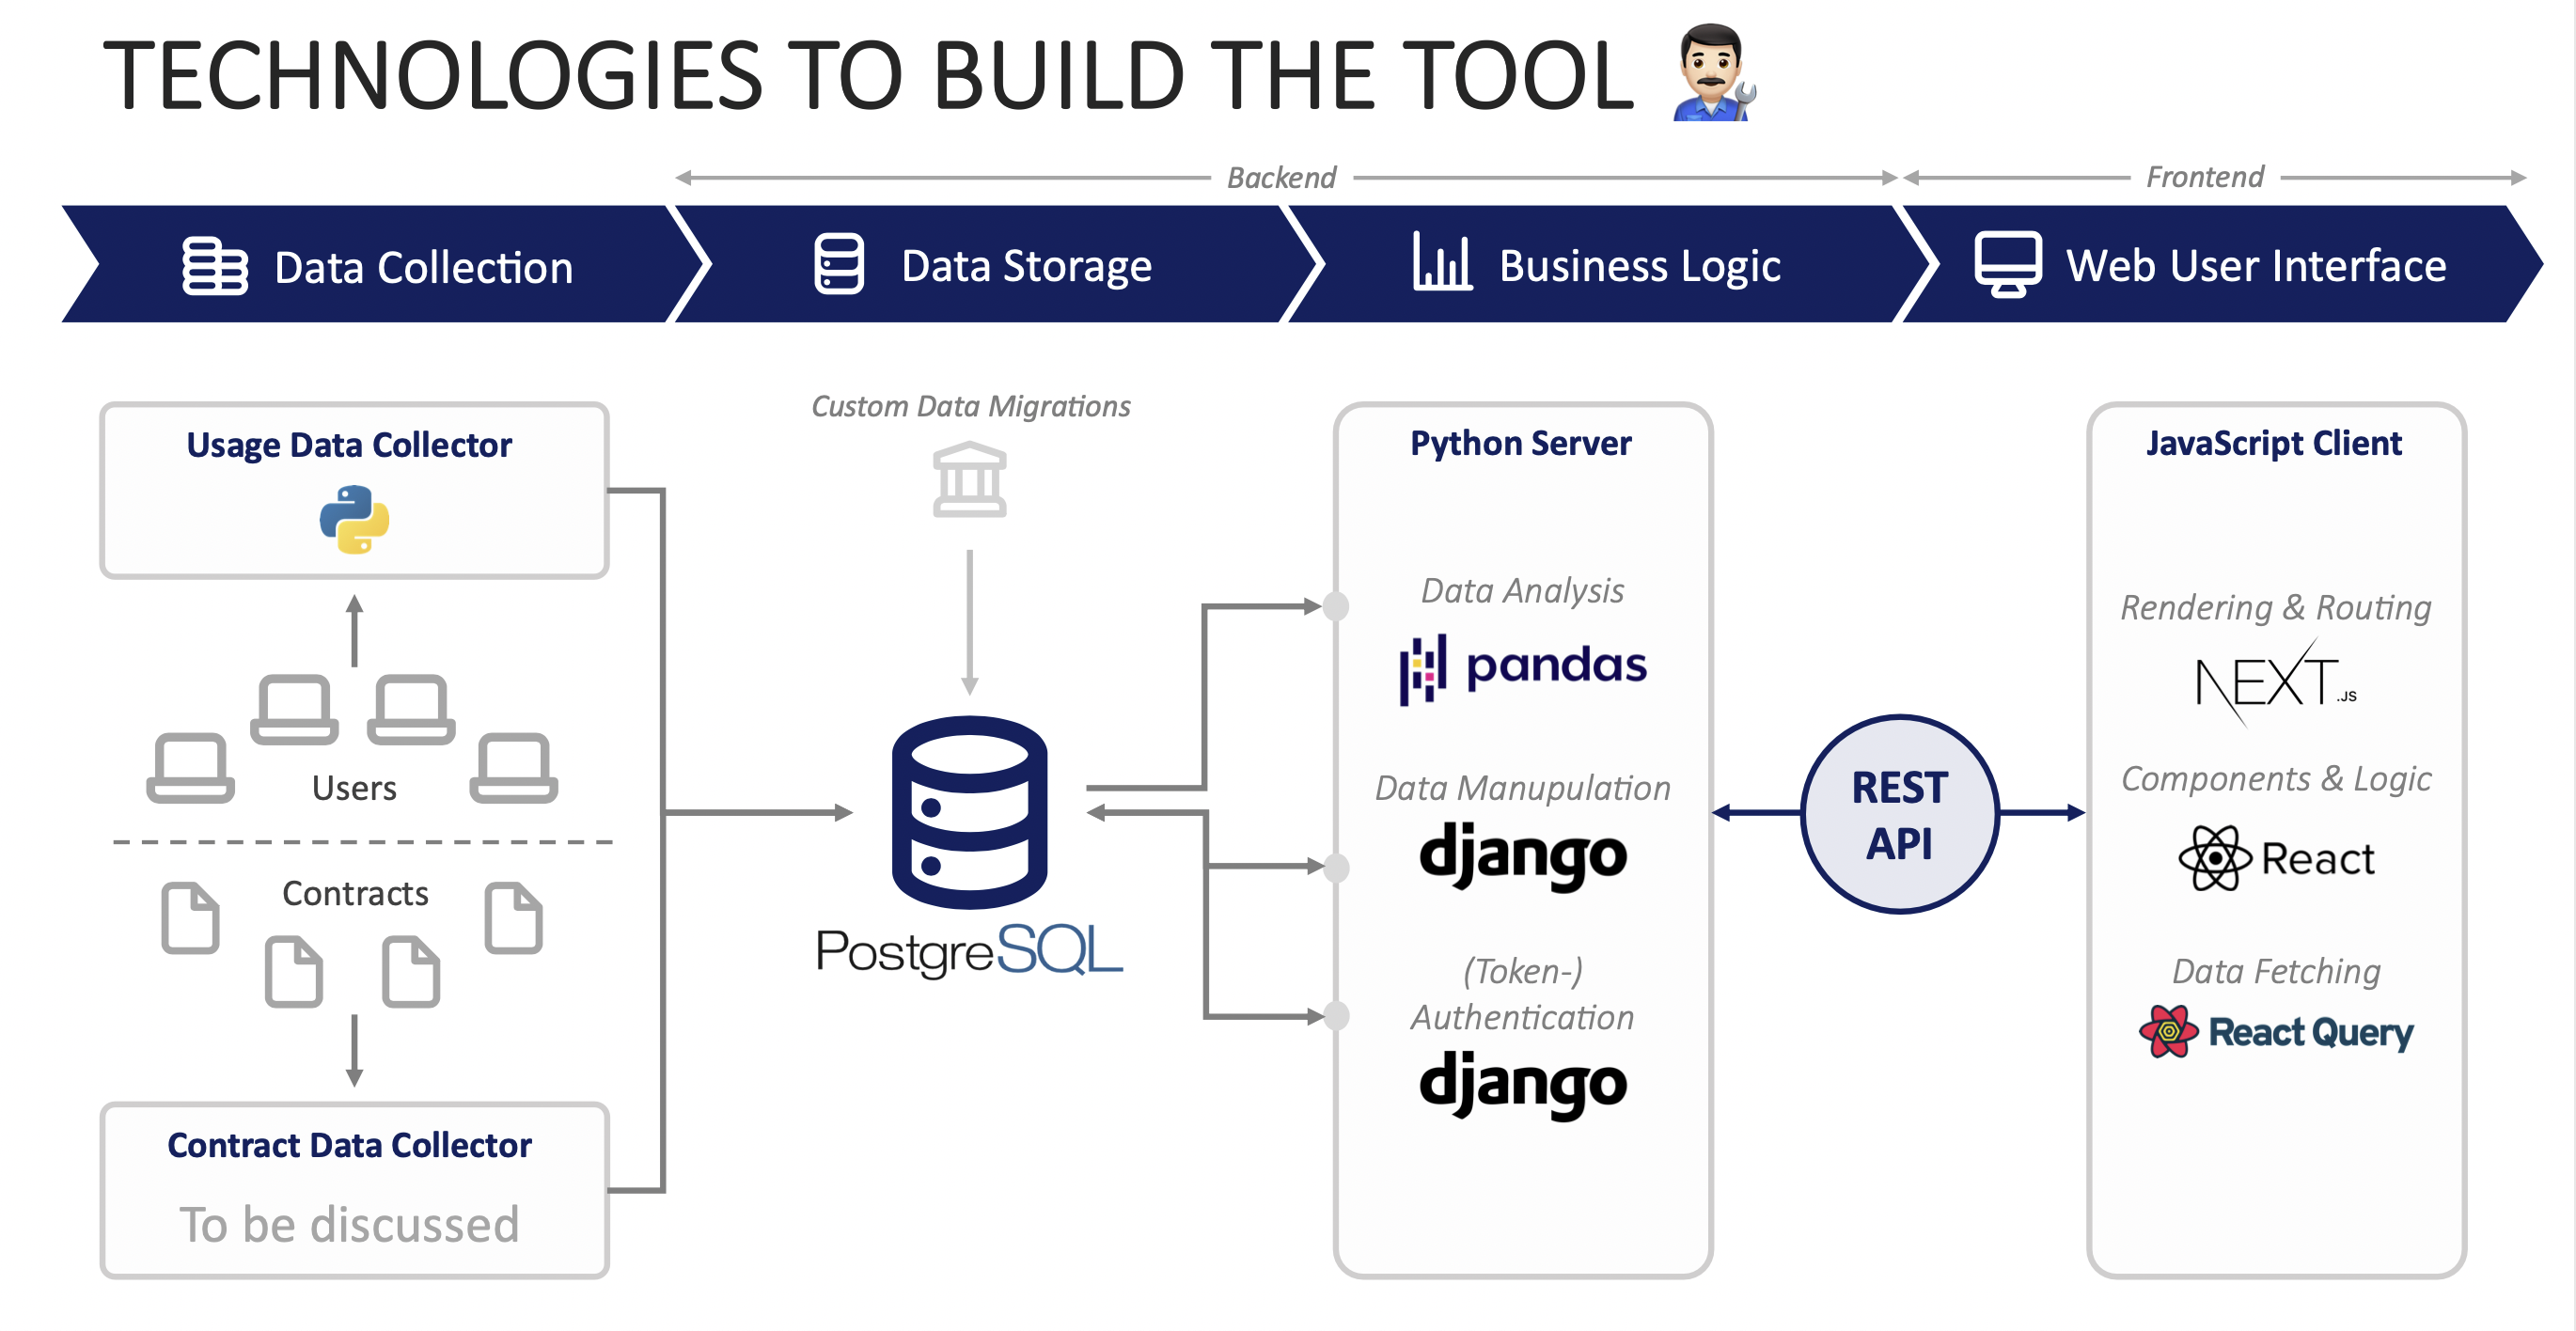 TECHNOLOGIES TO BUILD THE TOOL
Backend
Frontend
Data Collection
Data Storage
Business Logic
Web User Interface
Usage Data Collector
Users
Contracts
Contract Data Collector
To be discussed
Custom Data Migrations
PostgreSQL
Python Server
Data Analysis
pandas
Data Manupulation
django
(Token-)
Authentication
django
REST
API
JavaScript Client
Rendering & Routing
NEXT.JS
Components & Logic
React
Data Fetching
React Query